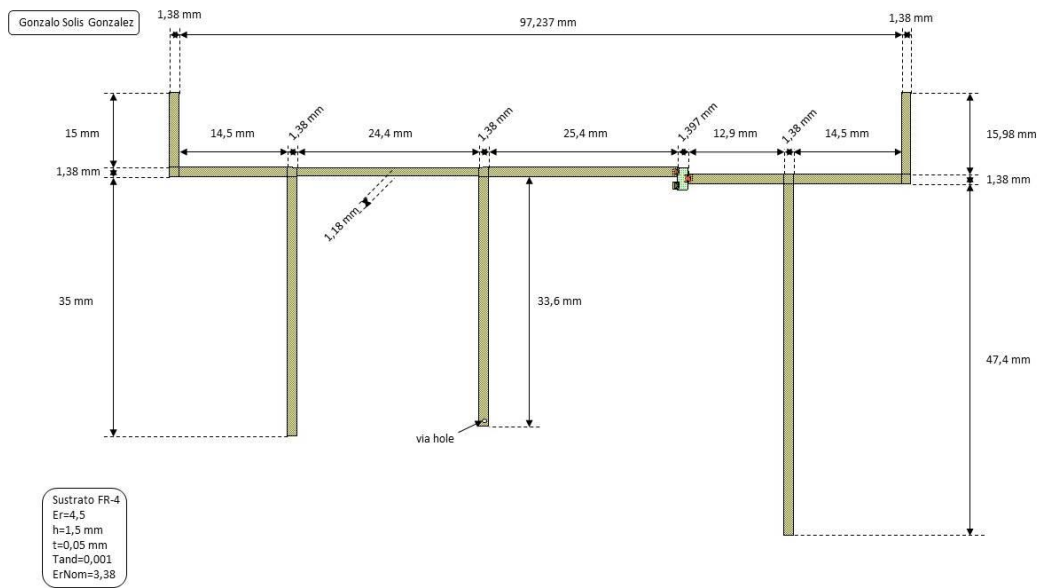 Gonzalo Solis Gonzalez
1,38 mm
97,237 mm
1,38 mm
15 mm
14,5 mm
1,38 mm
24,4 mm
1,38 mm
25,4 mm
1,397 mm
12,9 mm
1,38 mm
14,5 mm
15,98 mm
1,38 mm
1,38 mm
1,18 mm
35 mm
33,6 mm
47,4 mm
via hole
Sustrato FR-4
Er=4,5
h=1,5 mm
t=0,05 mm
Tand=0,001
ErNom=3,38